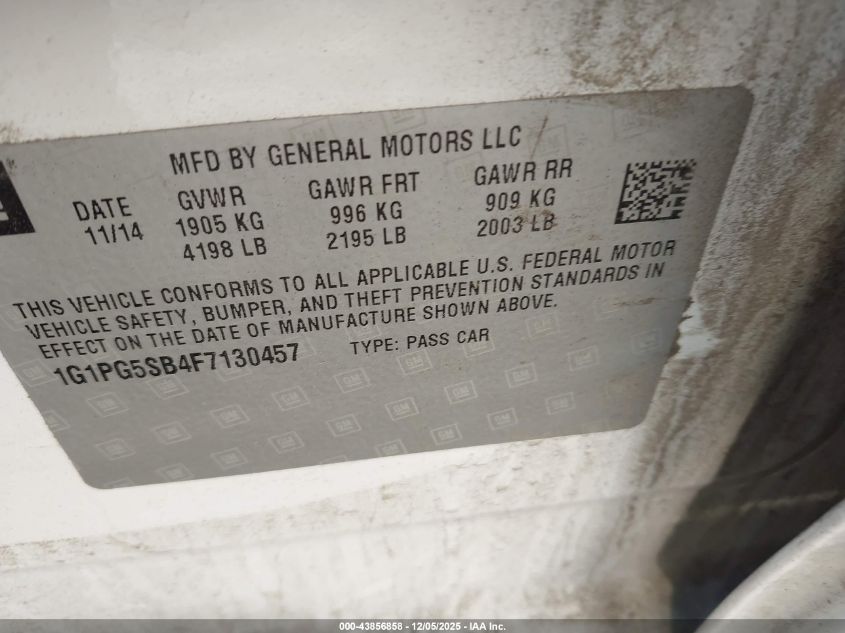 MFD BY GENERAL MOTORS LLC
DATE GVWR GAWR FRT GAWR RR
11/14 1905 KG 996 KG 909 KG
4198 LB 2195 LB 2003 LB
THIS VEHICLE CONFORMS TO ALL APPLICABLE U.S. FEDERAL MOTOR
VEHICLE SAFETY, BUMPER, AND THEFT PREVENTION STANDARDS IN
EFFECT ON THE DATE OF MANUFACTURE SHOWN ABOVE.
1G1PG5SB4F7130457 TYPE: PASS CAR
000-43856858 - 12/05/2025 - IAA Inc.